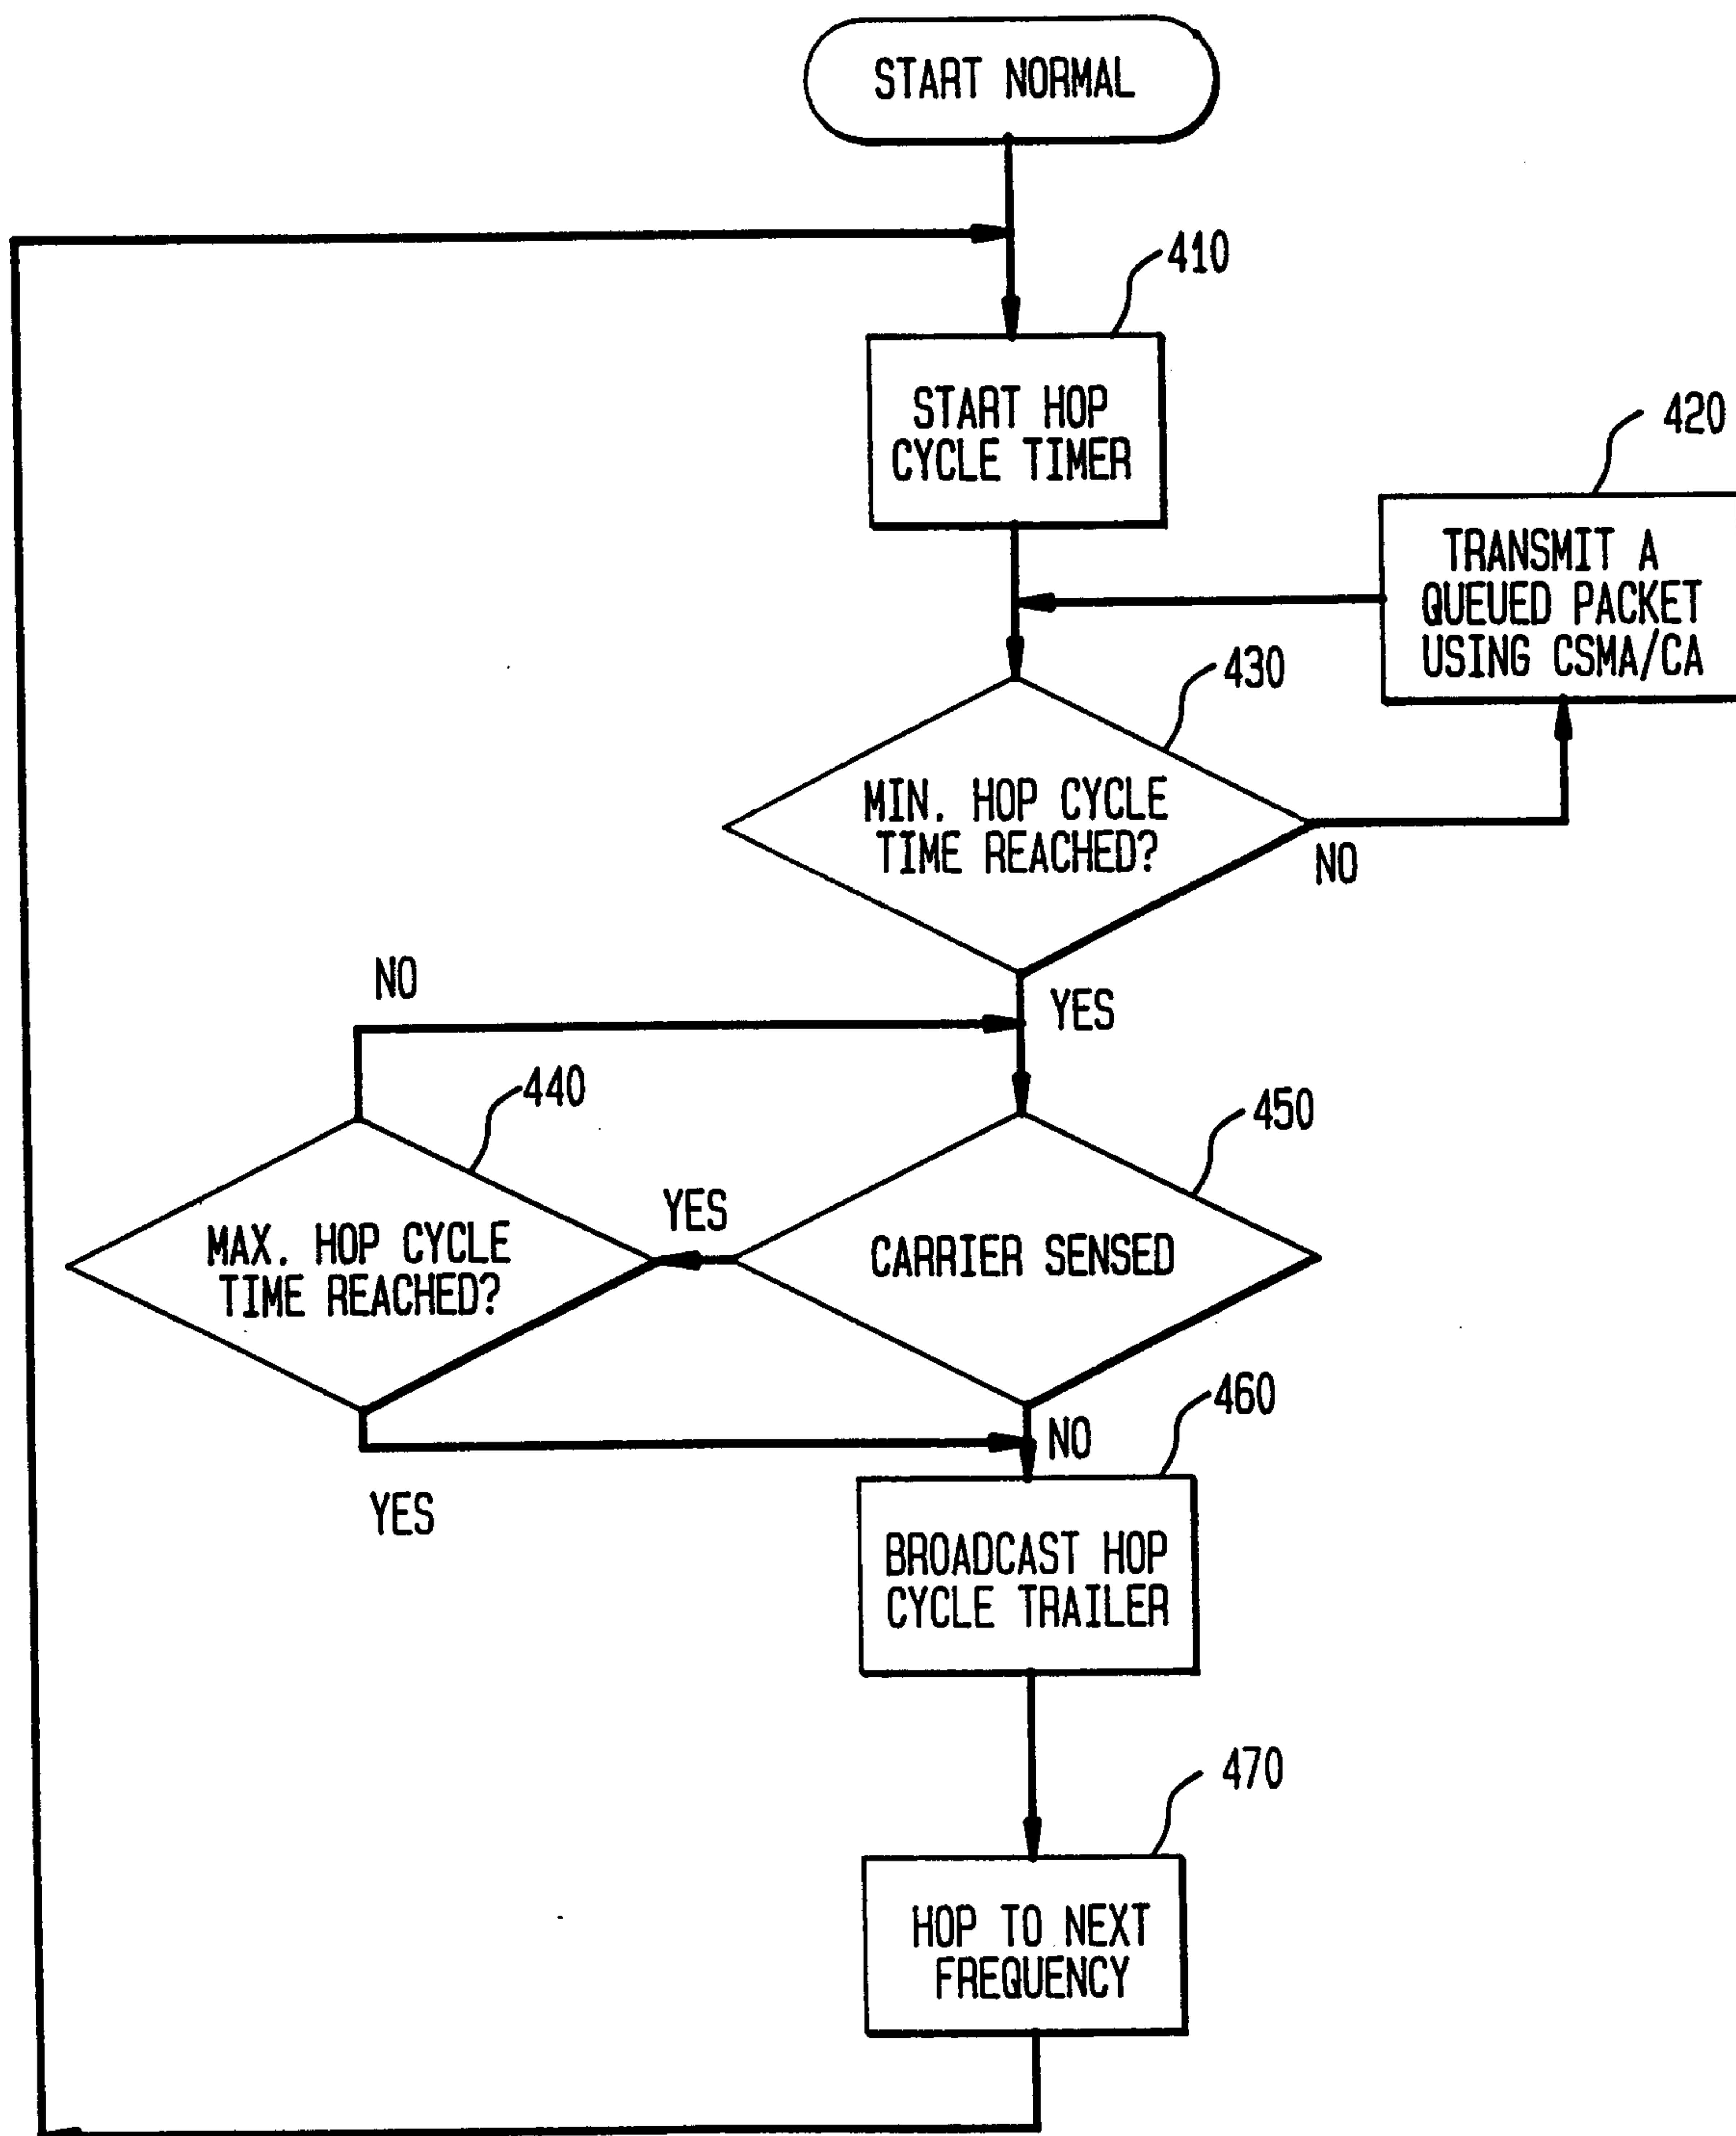 START NORMAL
410
START HOP
CYCLE TIMER
420
TRANSMIT A
QUEUED PACKET
USING CSMA/CA
430
MIN. HOP CYCLE
TIME REACHED?
NO
NO
YES
440
450
MAX. HOP CYCLE
TIME REACHED?
YES
CARRIER SENSED
460
NO
YES
BROADCAST HOP
CYCLE TRAILER
470
HOP TO NEXT
FREQUENCY